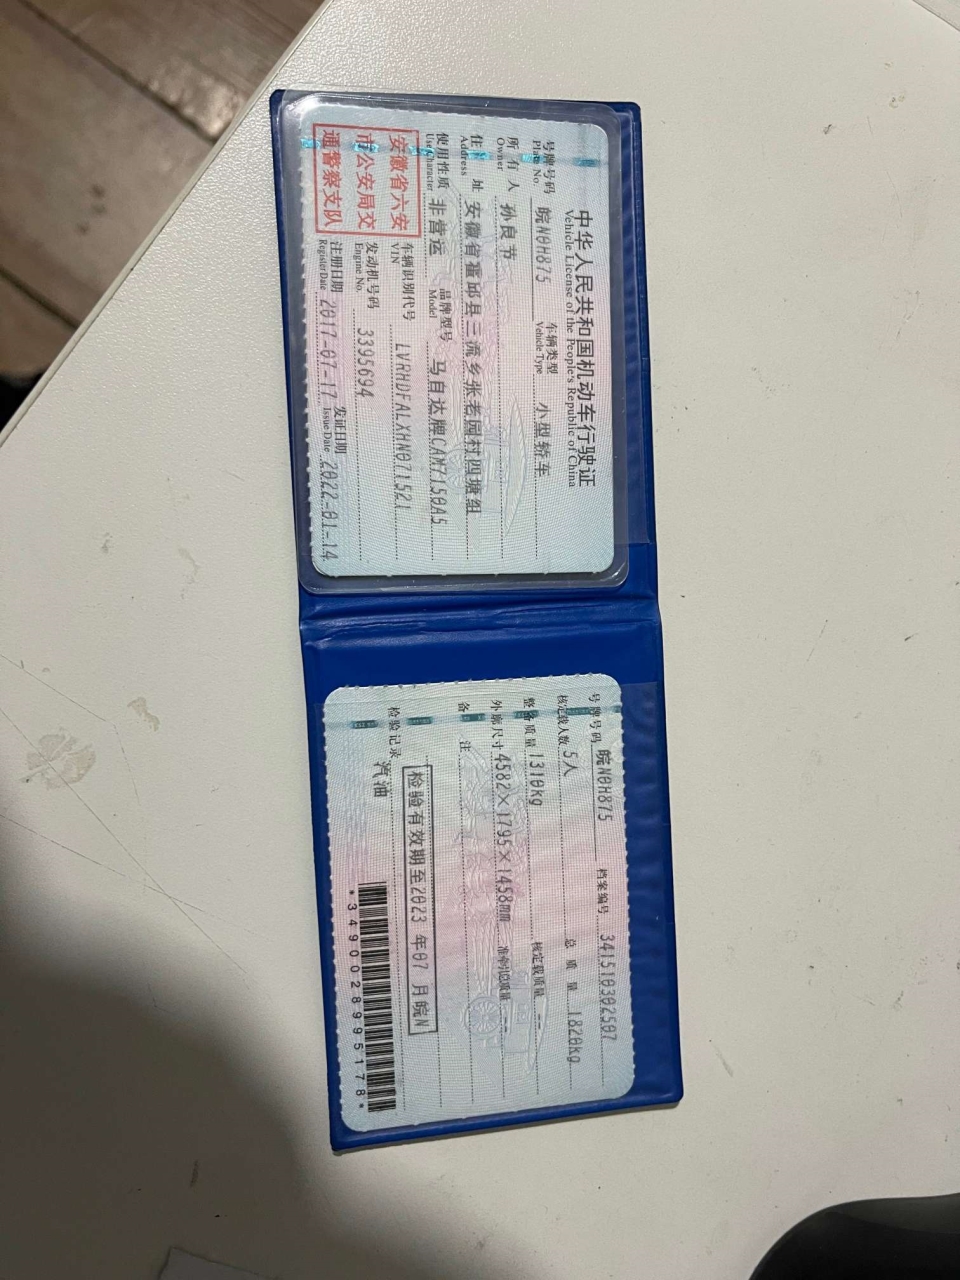 中华人民共和国机动车行驶证
Vehicle License of the People's Republic of China
号牌号码 皖N0H875 车辆类型 小型轿车
Plate No. Vehicle Type
所有人 孙良节
Owner
住址 安徽省霍邱县三流乡张老园村四塘组
Address
使用性质 非营运 品牌型号 马自达牌CAM7150A5
Use Character Model
安徽省六安
市公安局交
通警察支队
车辆识别代号 LVRHDFALXHN071521
VIN
发动机号码 3395694
Engine No.
注册日期 2017-07-17 发证日期 2022-01-14
Register Date Issue Date
号牌号码 皖N0H875 档案编号 341510302507
核定载人数 5人 总质量 1820kg
整备质量 1310kg 核定载质量 --
外廓尺寸 4582×1795×1458mm 准牵引总质量 --
备注
检验有效期至2023年07月皖N
检验记录 汽油
*3490028995178*